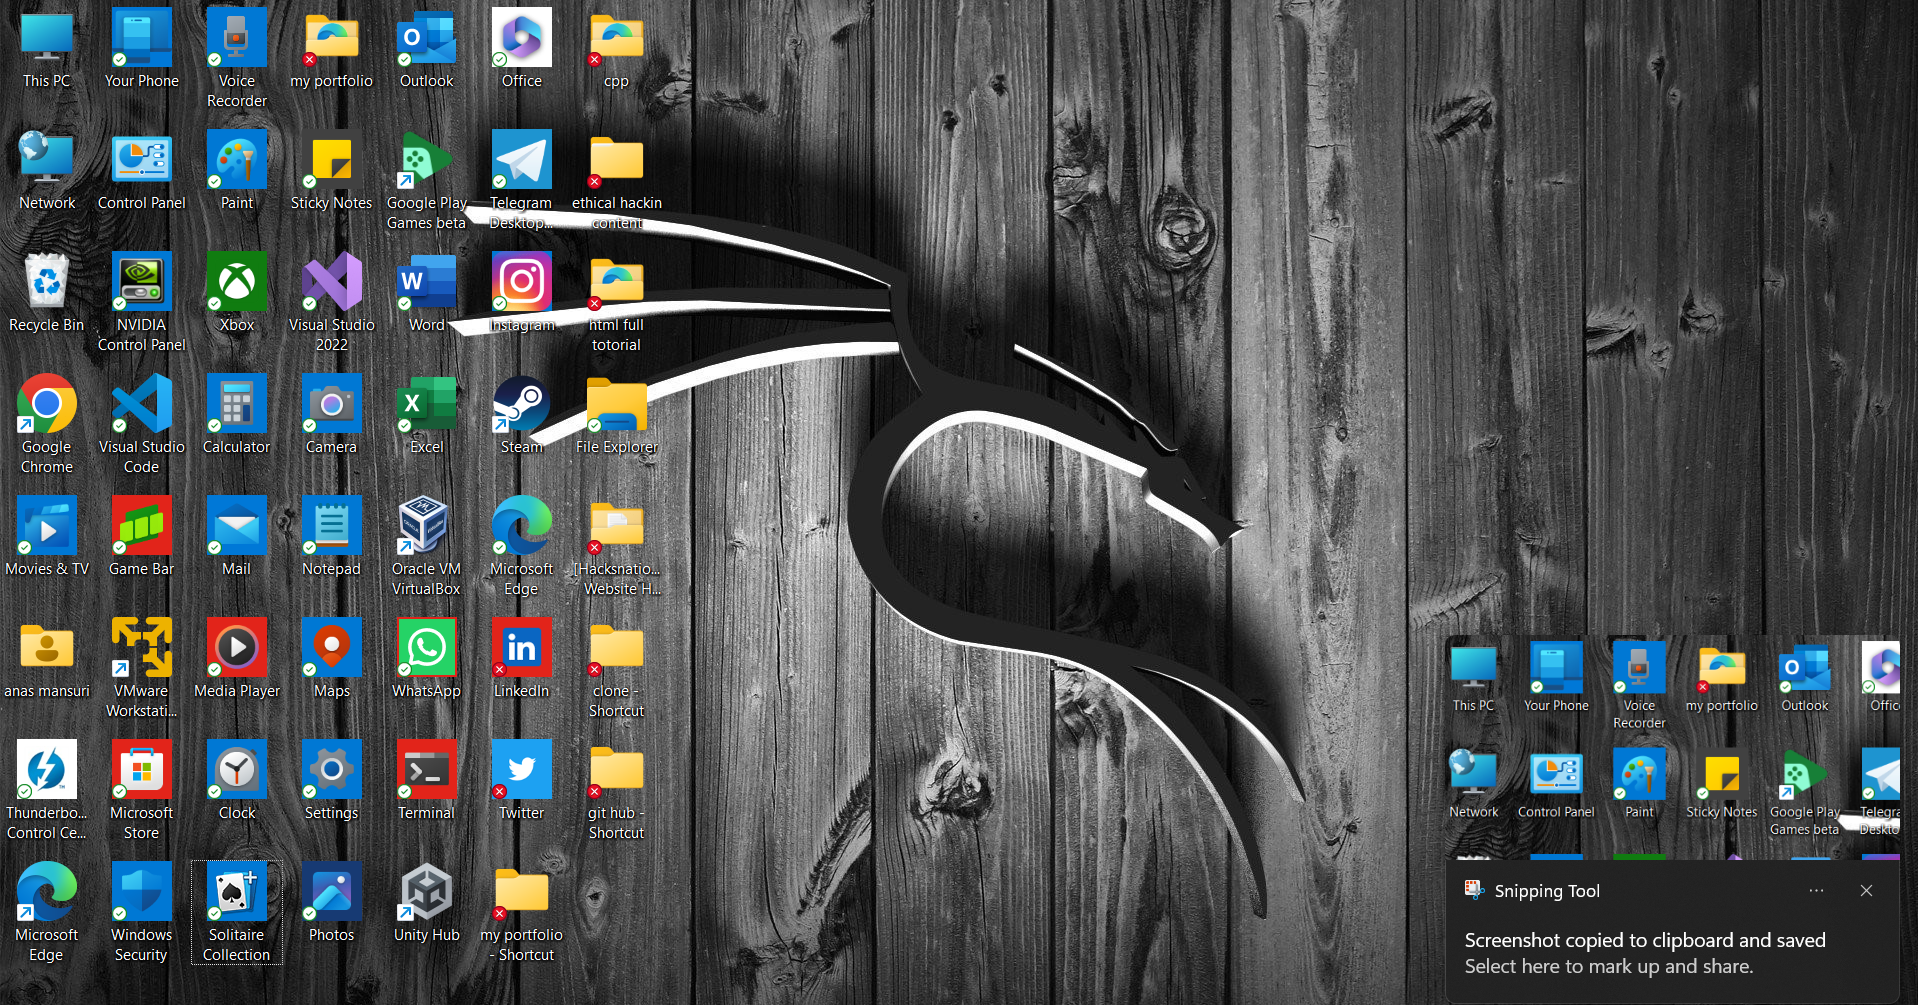 This PC
Your Phone
Voice
Recorder
my portfolio
Outlook
Office
cpp
Network
Control Panel
Paint
Sticky Notes
Google Play
Games beta
Telegram
Desktop...
ethical hackin
content
Recycle Bin
NVIDIA
Control Panel
Xbox
Visual Studio
2022
Word
Instagram
html full
totorial
Google
Chrome
Visual Studio
Code
Calculator
Camera
Excel
Steam
File Explorer
Movies & TV
Game Bar
Mail
Notepad
Oracle VM
VirtualBox
Microsoft
Edge
[Hacksnatio...
Website H...
anas mansuri
VMware
Workstati...
Media Player
Maps
WhatsApp
LinkedIn
clone -
Shortcut
Thunderbo...
Control Ce...
Microsoft
Store
Clock
Settings
Terminal
Twitter
git hub -
Shortcut
Microsoft
Edge
Windows
Security
Solitaire
Collection
Photos
Unity Hub
my portfolio
- Shortcut
This PC
Your Phone
Voice
Recorder
my portfolio
Outlook
Offic
Network
Control Panel
Paint
Sticky Notes
Google Play
Games beta
Telegra
Deskto
Snipping Tool
Screenshot copied to clipboard and saved
Select here to mark up and share.